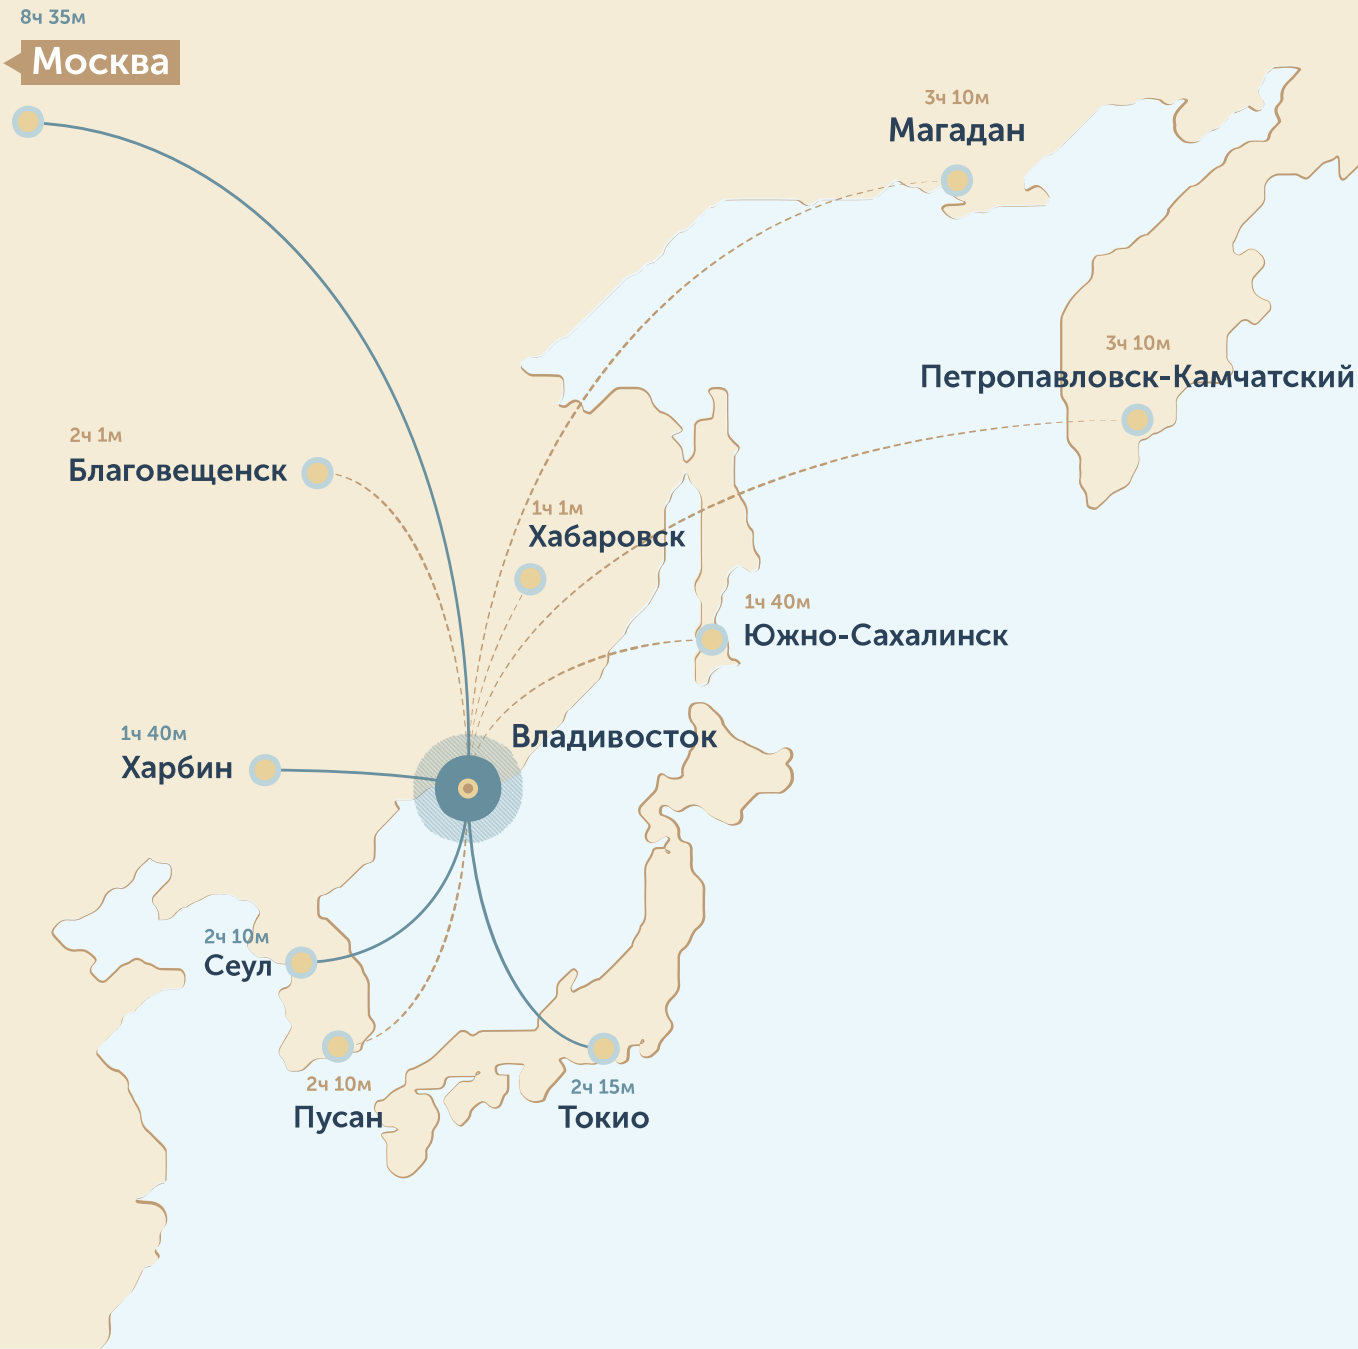 8ч 35м
Москва
3ч 10м
Магадан
3ч 10м
Петропавловск-Камчатский
2ч 1м
Благовещенск
1ч 1м
Хабаровск
1ч 40м
Южно-Сахалинск
Владивосток
1ч 40м
Харбин
2ч 10м
Сеул
2ч 10м
Пусан
2ч 15м
Токио